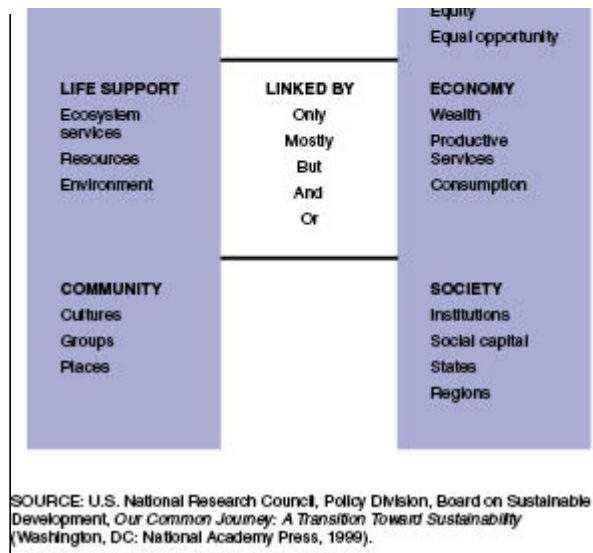 Equity
Equal opportunity
LIFE SUPPORT
Ecosystem
services
Resources
Environment
LINKED BY
Only
Mostly
But
And
Or
ECONOMY
Wealth
Productive
Services
Consumption
COMMUNITY
Cultures
Groups
Places
SOCIETY
Institutions
Social capital
States
Regions
SOURCE: U.S. National Research Council, Policy Division, Board on Sustainable
Development, Our Common Journey: A Transition Toward Sustainability
(Washington, DC: National Academy Press, 1999).